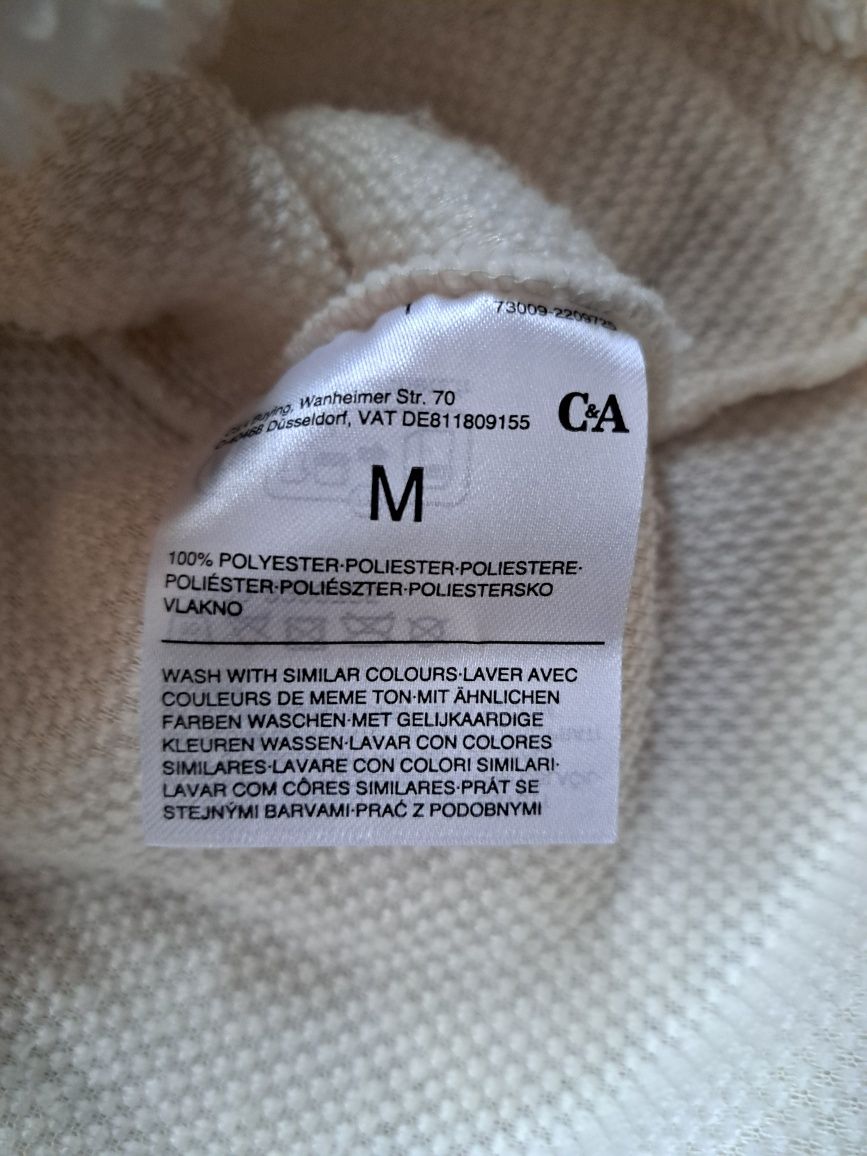 73009-2209725
C&A Buying, Wanheimer Str. 70
D-40468 Düsseldorf, VAT DE811809155
C&A
M
100% POLYESTER·POLIESTER·POLIESTERE·
POLIÉSTER·POLIÉSZTER·POLIESTERSKO
VLAKNO
WASH WITH SIMILAR COLOURS·LAVER AVEC
COULEURS DE MEME TON·MIT ÄHNLICHEN
FARBEN WASCHEN·MET GELIJKAARDIGE
KLEUREN WASSEN·LAVAR CON COLORES
SIMILARES·LAVARE CON COLORI SIMILARI·
LAVAR COM CÔRES SIMILARES·PRÁT SE
STEJNÝMI BARVAMI·PRAĆ Z PODOBNYMI